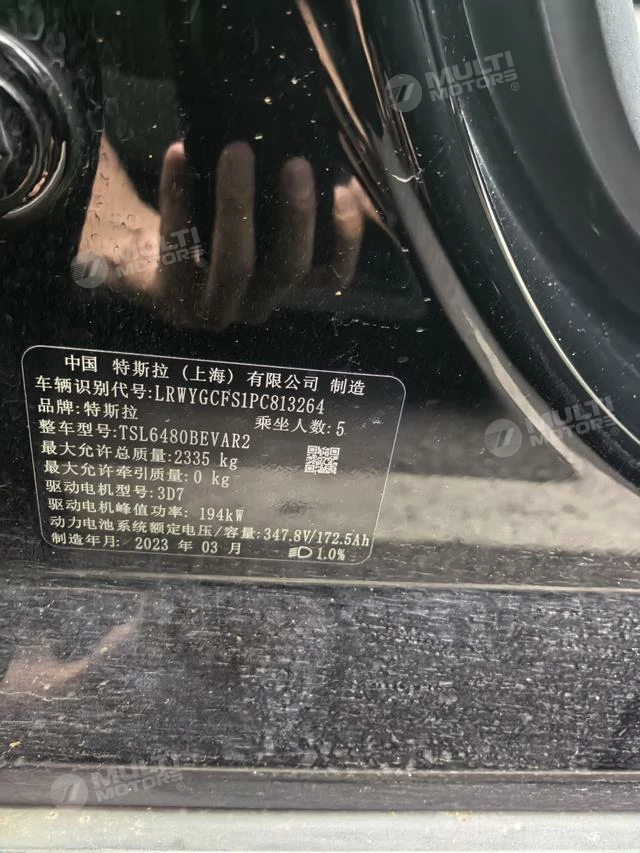 MULTI
MOTORS®
MULTI
MOTORS®
中国 特斯拉 (上海) 有限公司 制造
车辆识别代号:LRWYGCFS1PC813264
品牌:特斯拉 乘坐人数:5
整车型号:TSL6480BEVAR2
最大允许总质量:2335 kg
最大允许牵引质量:0 kg
驱动电机型号:3D7
驱动电机峰值功率: 194kW
动力电池系统额定电压/容量:347.8V/172.5Ah
制造年月: 2023 年 03 月 1.0%
MULTI
MOTORS®
MULTI
MOTORS®